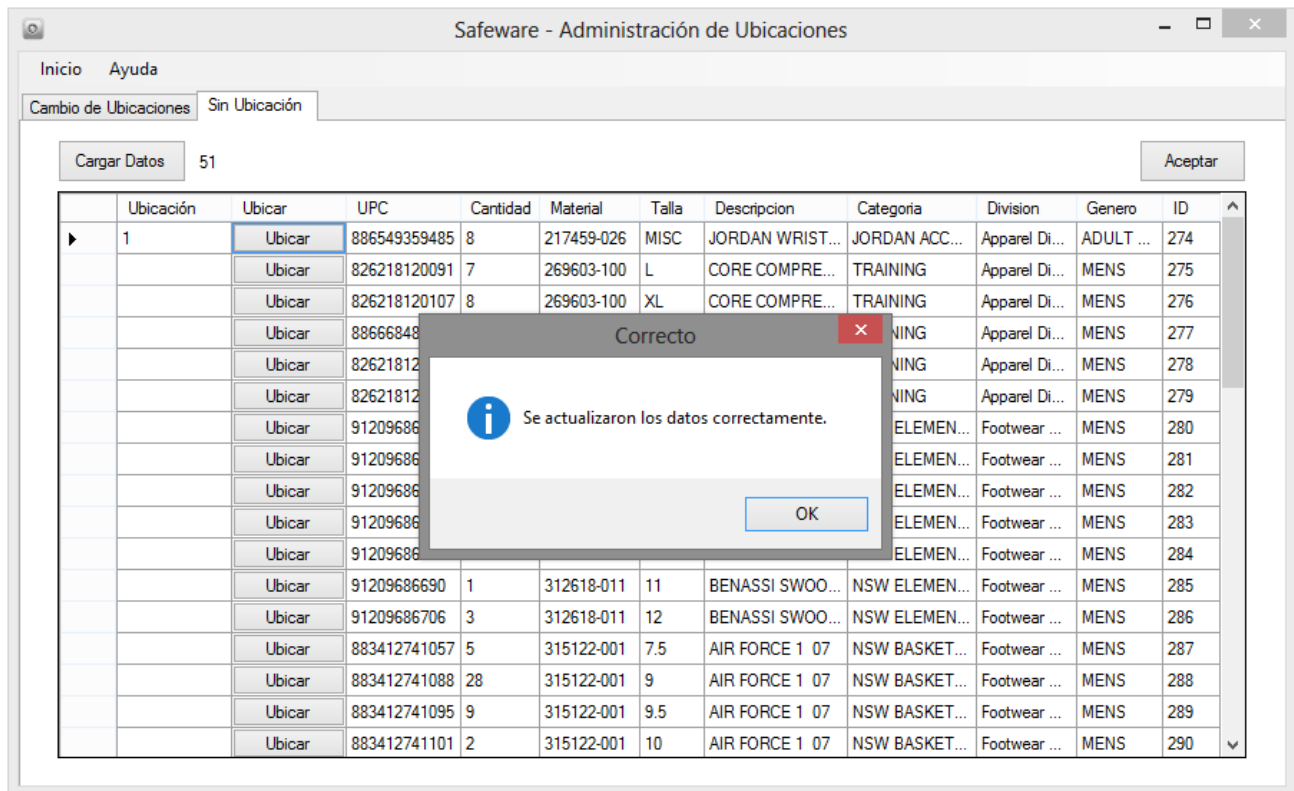 Safeware - Administración de Ubicaciones
Inicio Ayuda
Cambio de Ubicaciones Sin Ubicación
Cargar Datos 51 Aceptar
Ubicación Ubicar UPC Cantidad Material Talla Descripcion Categoria Division Genero ID
1 Ubicar 886549359485 8 217459-026 MISC JORDAN WRIST... JORDAN ACC... Apparel Di... ADULT ... 274
Ubicar 826218120091 7 269603-100 L CORE COMPRE... TRAINING Apparel Di... MENS 275
Ubicar 826218120107 8 269603-100 XL CORE COMPRE... TRAINING Apparel Di... MENS 276
Ubicar 88666848 NING Apparel Di... MENS 277
Ubicar 82621812 NING Apparel Di... MENS 278
Ubicar 82621812 NING Apparel Di... MENS 279
Ubicar 91209686 ELEMEN... Footwear ... MENS 280
Ubicar 91209686 ELEMEN... Footwear ... MENS 281
Ubicar 91209686 ELEMEN... Footwear ... MENS 282
Ubicar 91209686 ELEMEN... Footwear ... MENS 283
Ubicar 91209686 ELEMEN... Footwear ... MENS 284
Ubicar 91209686690 1 312618-011 11 BENASSI SWOO... NSW ELEMEN... Footwear ... MENS 285
Ubicar 91209686706 3 312618-011 12 BENASSI SWOO... NSW ELEMEN... Footwear ... MENS 286
Ubicar 883412741057 5 315122-001 7.5 AIR FORCE 1 07 NSW BASKET... Footwear ... MENS 287
Ubicar 883412741088 28 315122-001 9 AIR FORCE 1 07 NSW BASKET... Footwear ... MENS 288
Ubicar 883412741095 9 315122-001 9.5 AIR FORCE 1 07 NSW BASKET... Footwear ... MENS 289
Ubicar 883412741101 2 315122-001 10 AIR FORCE 1 07 NSW BASKET... Footwear ... MENS 290
Correcto
Se actualizaron los datos correctamente.
OK